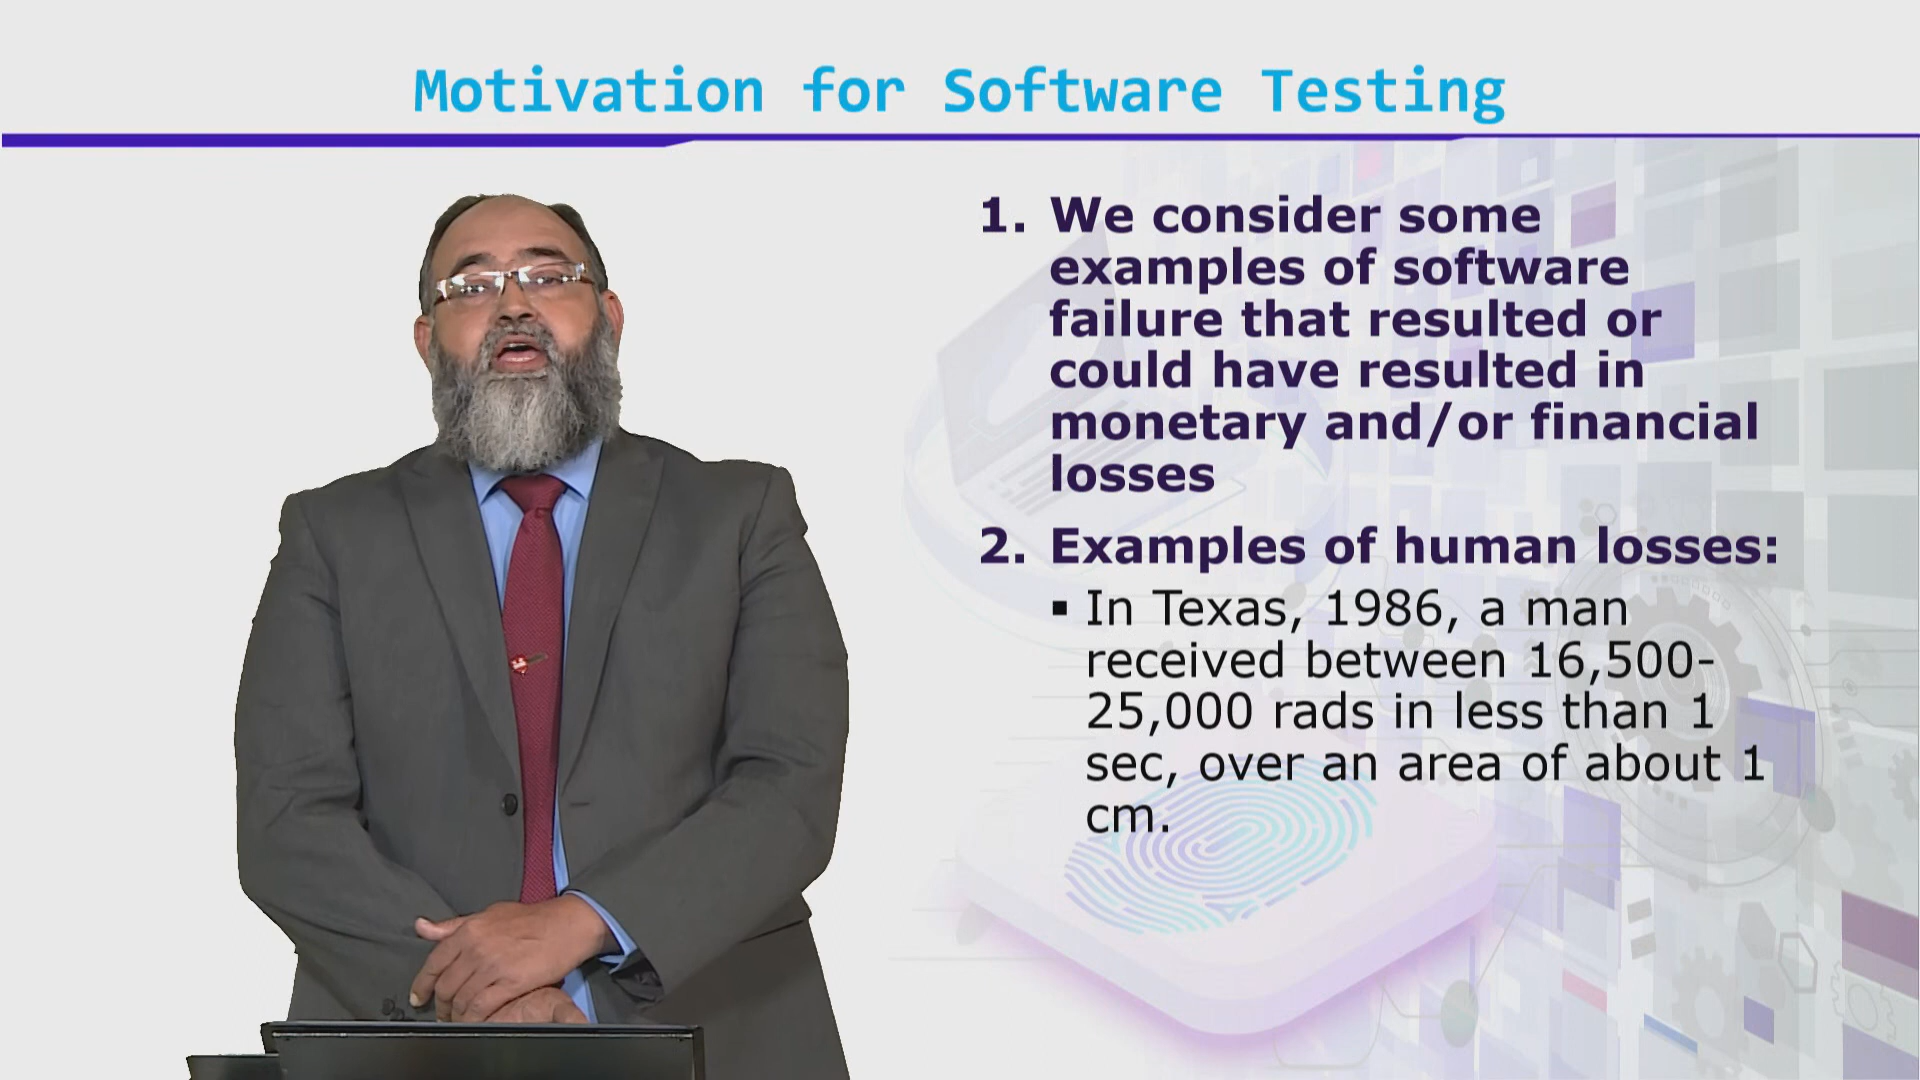 Motivation for Software Testing
1. We consider some
examples of software
failure that resulted or
could have resulted in
monetary and/or financial
losses
2. Examples of human losses:
▪ In Texas, 1986, a man
received between 16,500-
25,000 rads in less than 1
sec, over an area of about 1
cm.